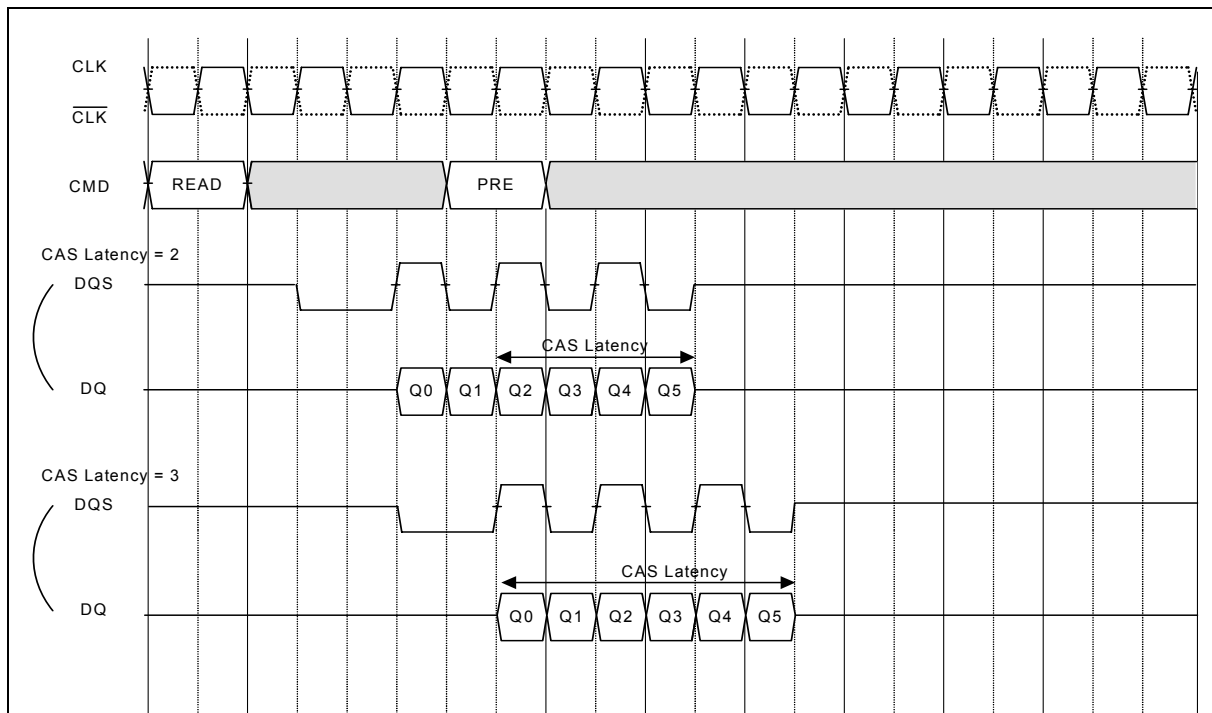 CLK
CLK
CMD
READ
PRE
CAS Latency = 2
DQS
CAS Latency
DQ
Q0 Q1 Q2 Q3 Q4 Q5
CAS Latency = 3
DQS
CAS Latency
DQ
Q0 Q1 Q2 Q3 Q4 Q5